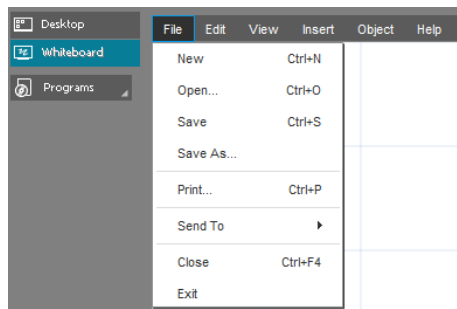 Desktop
Whiteboard
Programs
File Edit View Insert Object Help
New Ctrl+N
Open... Ctrl+O
Save Ctrl+S
Save As...
Print... Ctrl+P
Send To
Close Ctrl+F4
Exit